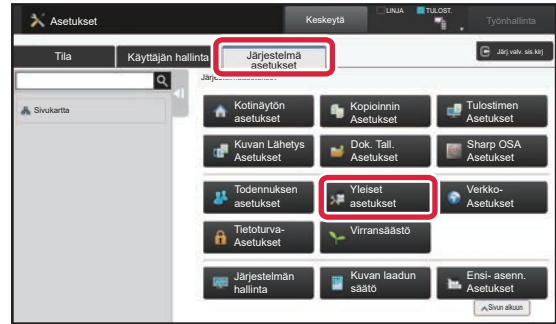 Asetukset
Keskeytä
LINJA
TULOST.
Työnhallinta
Tila
Käyttäjän hallinta
Järjestelmä
asetukset
Järj.valv. sis.kirj
Sivukartta
Kotinäytön
asetukset
Kopioinnin
Asetukset
Tulostimen
Asetukset
Kuvan Lähetys
Asetukset
Dok. Tall.
Asetukset
Sharp OSA
Asetukset
Todennuksen
asetukset
Yleiset
asetukset
Verkko-
Asetukset
Tietoturva-
Asetukset
Virransäästö
Järjestelmän
hallinta
Kuvan laadun
säätö
Ensi- asenn.
Asetukset
Sivun alkuun